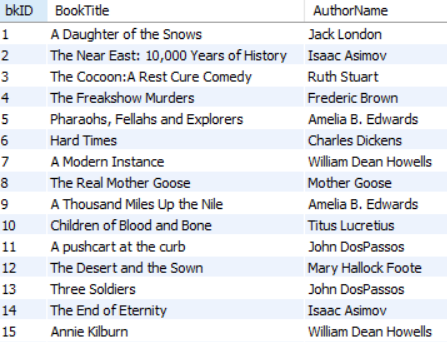 bkID BookTitle AuthorName
1 A Daughter of the Snows Jack London
2 The Near East: 10,000 Years of History Isaac Asimov
3 The Cocoon:A Rest Cure Comedy Ruth Stuart
4 The Freakshow Murders Frederic Brown
5 Pharaohs, Fellahs and Explorers Amelia B. Edwards
6 Hard Times Charles Dickens
7 A Modern Instance William Dean Howells
8 The Real Mother Goose Mother Goose
9 A Thousand Miles Up the Nile Amelia B. Edwards
10 Children of Blood and Bone Titus Lucretius
11 A pushcart at the curb John DosPassos
12 The Desert and the Sown Mary Hallock Foote
13 Three Soldiers John DosPassos
14 The End of Eternity Isaac Asimov
15 Annie Kilburn William Dean Howells